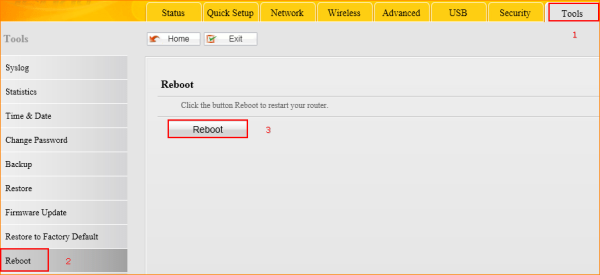 Status Quick Setup Network Wireless Advanced USB Security Tools
1
Tools
Home Exit
Syslog
Statistics
Time & Date
Change Password
Backup
Restore
Firmware Update
Restore to Factory Default
Reboot 2
Reboot
Click the button Reboot to restart your router.
Reboot 3